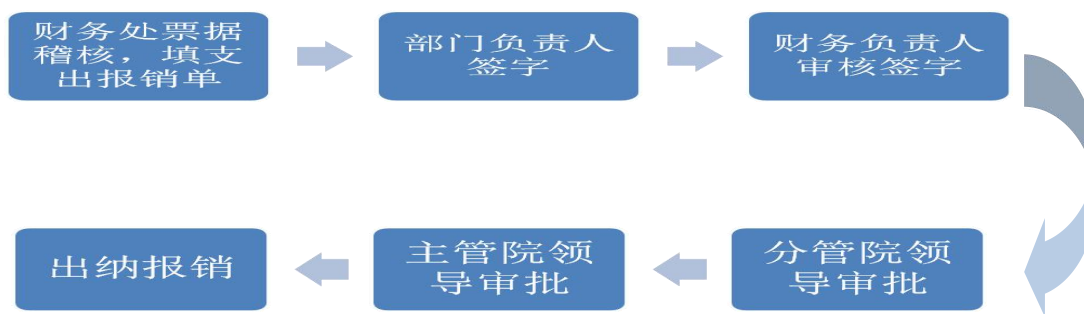 财务处票据
稽核，填支
出报销单
部门负责人
签字
财务负责人
审核签字
分管院领
导审批
主管院领
导审批
出纳报销